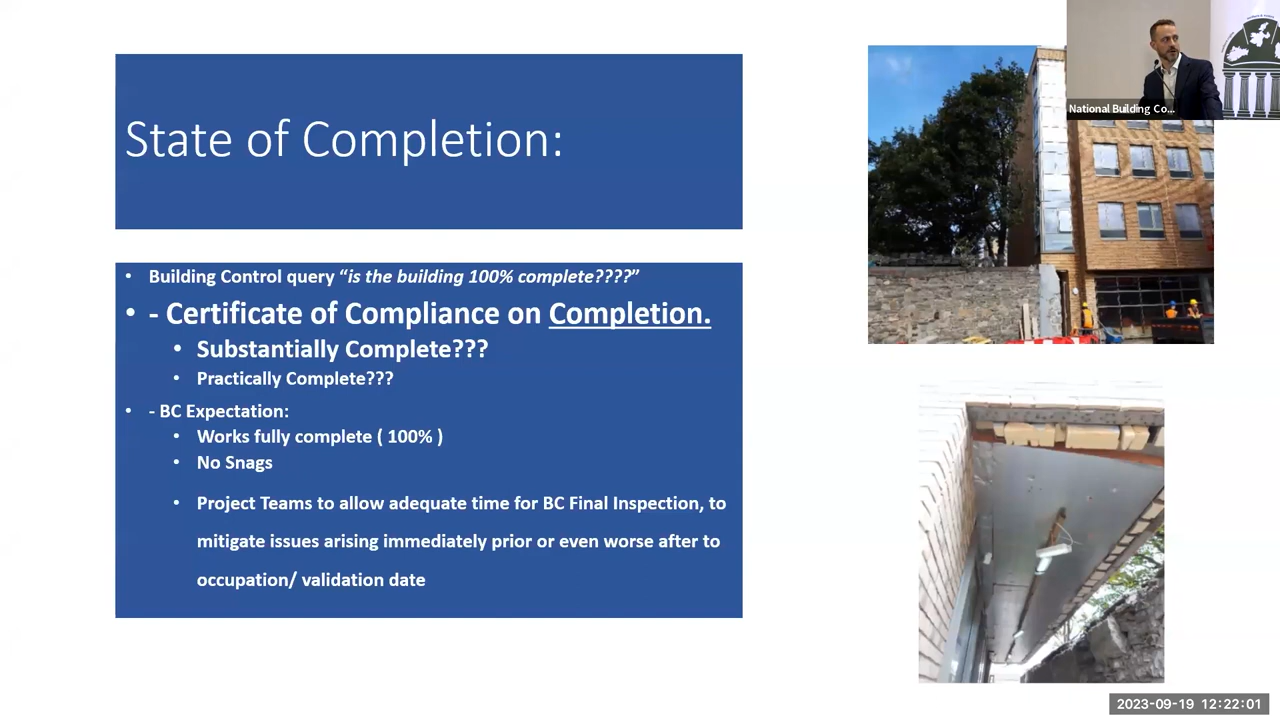 State of Completion:
• Building Control query “is the building 100% complete????”
• - Certificate of Compliance on Completion.
• Substantially Complete???
• Practically Complete???
• - BC Expectation:
• Works fully complete ( 100% )
• No Snags
• Project Teams to allow adequate time for BC Final Inspection, to
mitigate issues arising immediately prior or even worse after to
occupation/ validation date
National Building Co...
2023-09-19 12:22:01